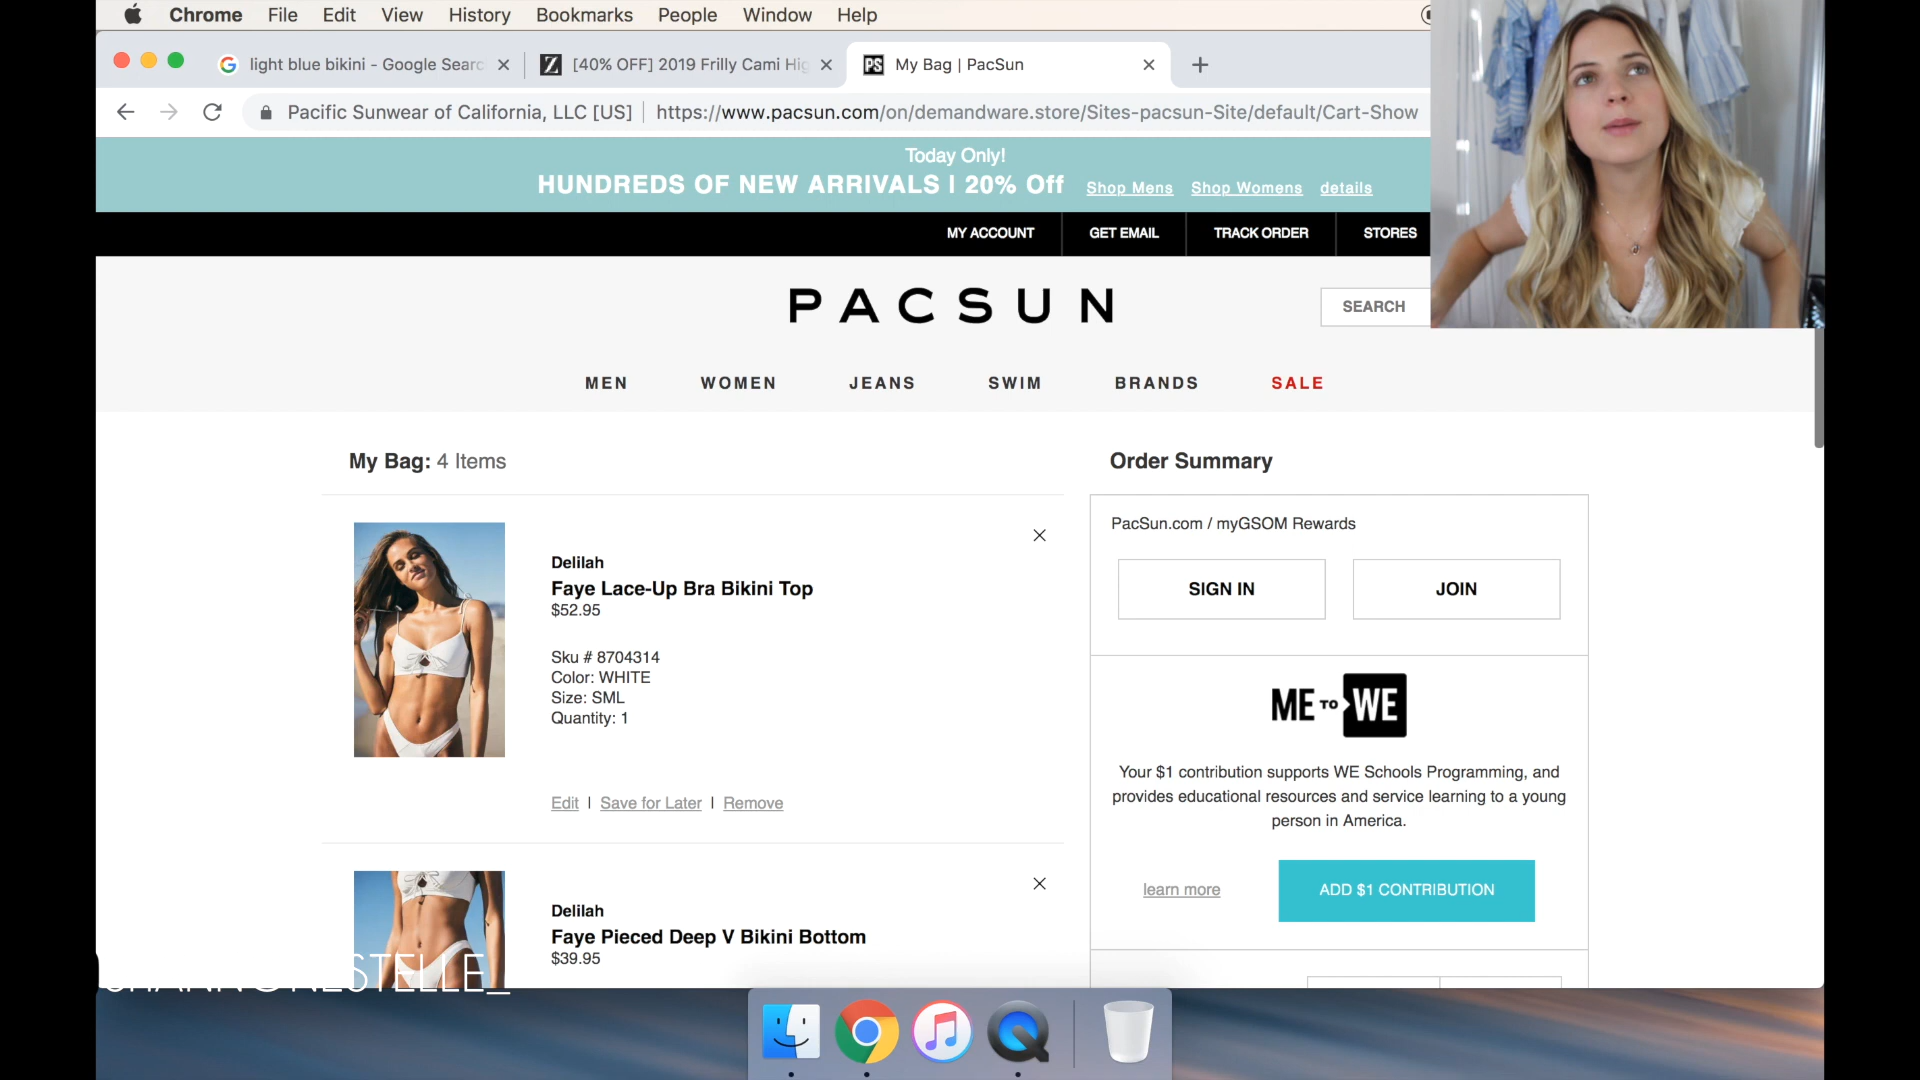 Chrome File Edit View History Bookmarks People Window Help
light blue bikini - Google Searc
[40% OFF] 2019 Frilly Cami Hig
My Bag | PacSun
Pacific Sunwear of California, LLC [US] https://www.pacsun.com/on/demandware.store/Sites-pacsun-Site/default/Cart-Show
Today Only!
HUNDREDS OF NEW ARRIVALS | 20% Off Shop Mens Shop Womens details
MY ACCOUNT GET EMAIL TRACK ORDER STORES
PACSUN
SEARCH
MEN WOMEN JEANS SWIM BRANDS SALE
My Bag: 4 Items
Order Summary
Delilah
Faye Lace-Up Bra Bikini Top
$52.95
Sku # 8704314
Color: WHITE
Size: SML
Quantity: 1
Edit | Save for Later | Remove
PacSun.com / myGSOM Rewards
SIGN IN JOIN
ME TO WE
Your $1 contribution supports WE Schools Programming, and
provides educational resources and service learning to a young
person in America.
learn more ADD $1 CONTRIBUTION
Delilah
Faye Pieced Deep V Bikini Bottom
$39.95